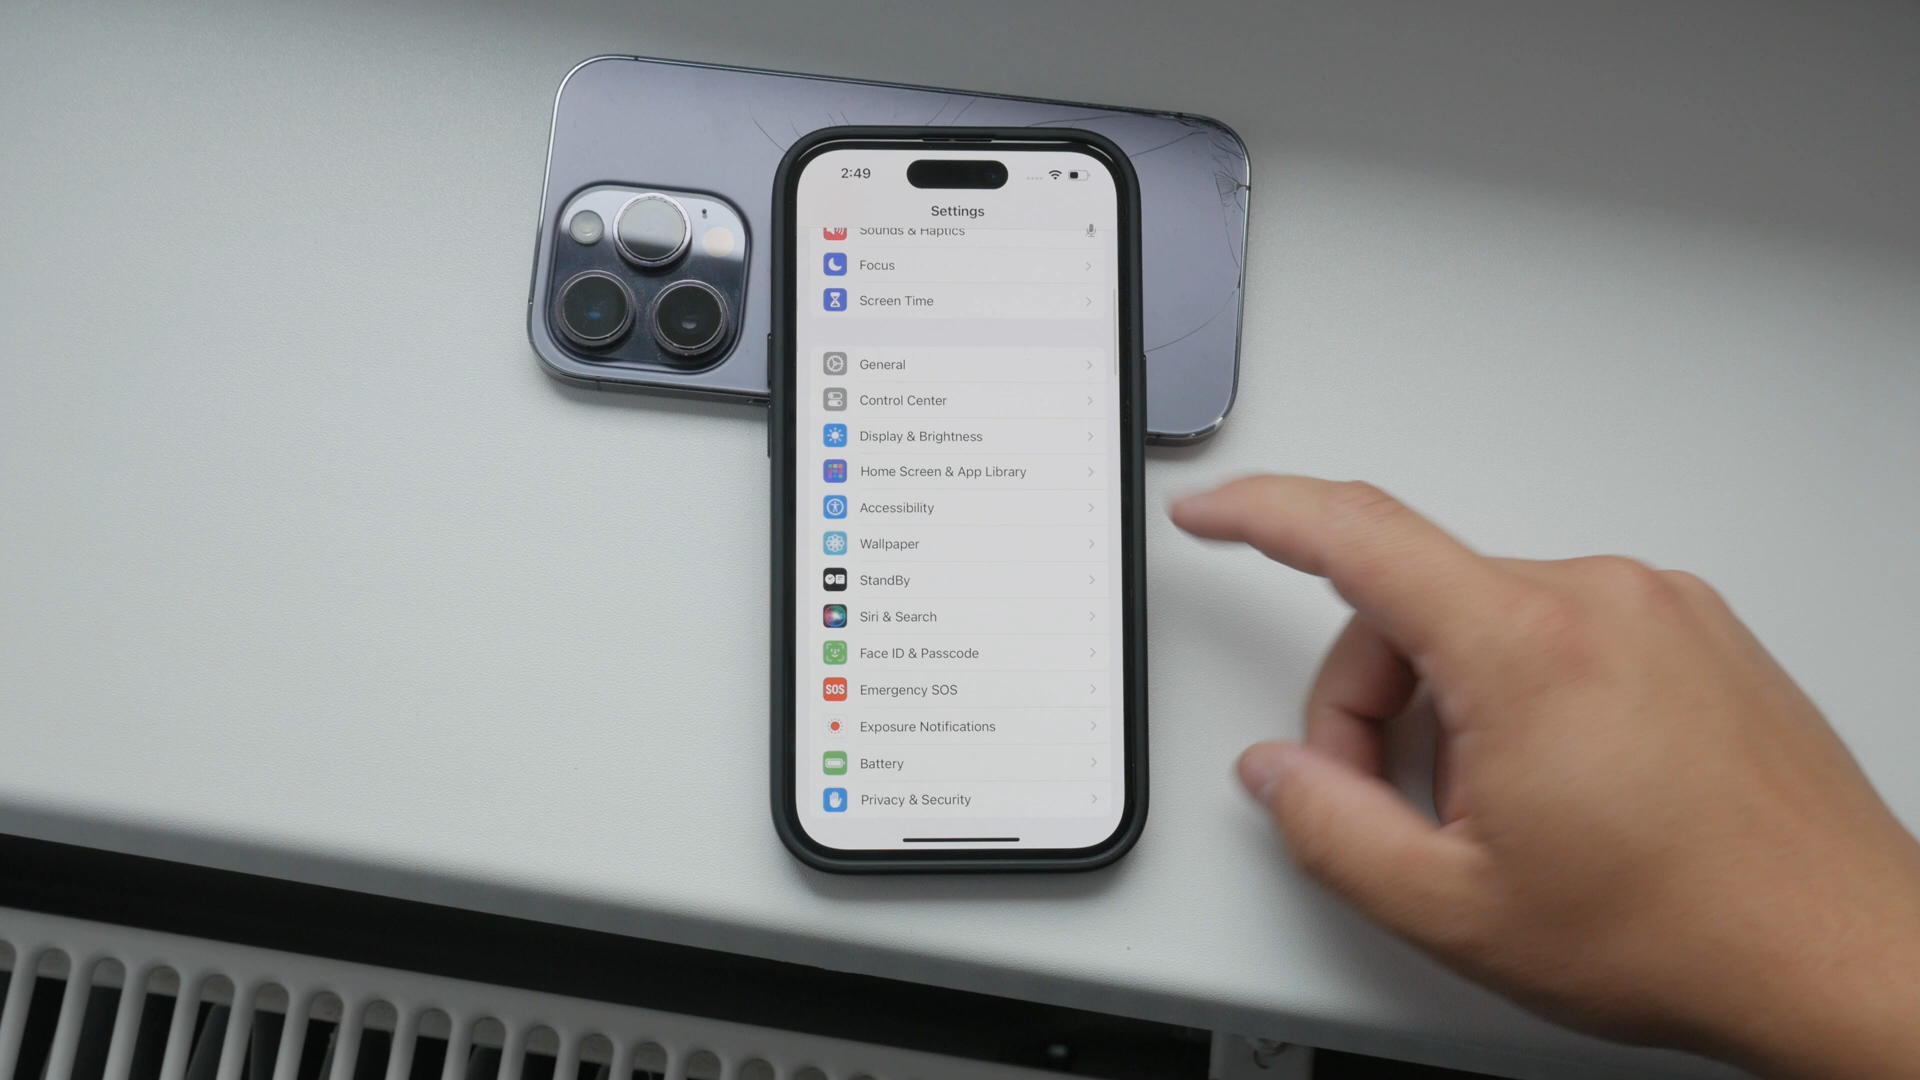 2:49
Settings
Sounds & Haptics
Focus
Screen Time
General
Control Center
Display & Brightness
Home Screen & App Library
Accessibility
Wallpaper
StandBy
Siri & Search
Face ID & Passcode
SOS
Emergency SOS
Exposure Notifications
Battery
Privacy & Security